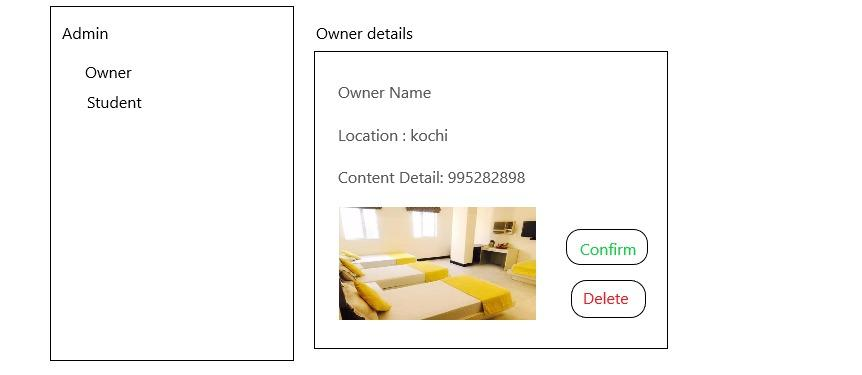 Admin
Owner
Student
Owner details
Owner Name
Location : kochi
Content Detail: 995282898
Confirm
Delete